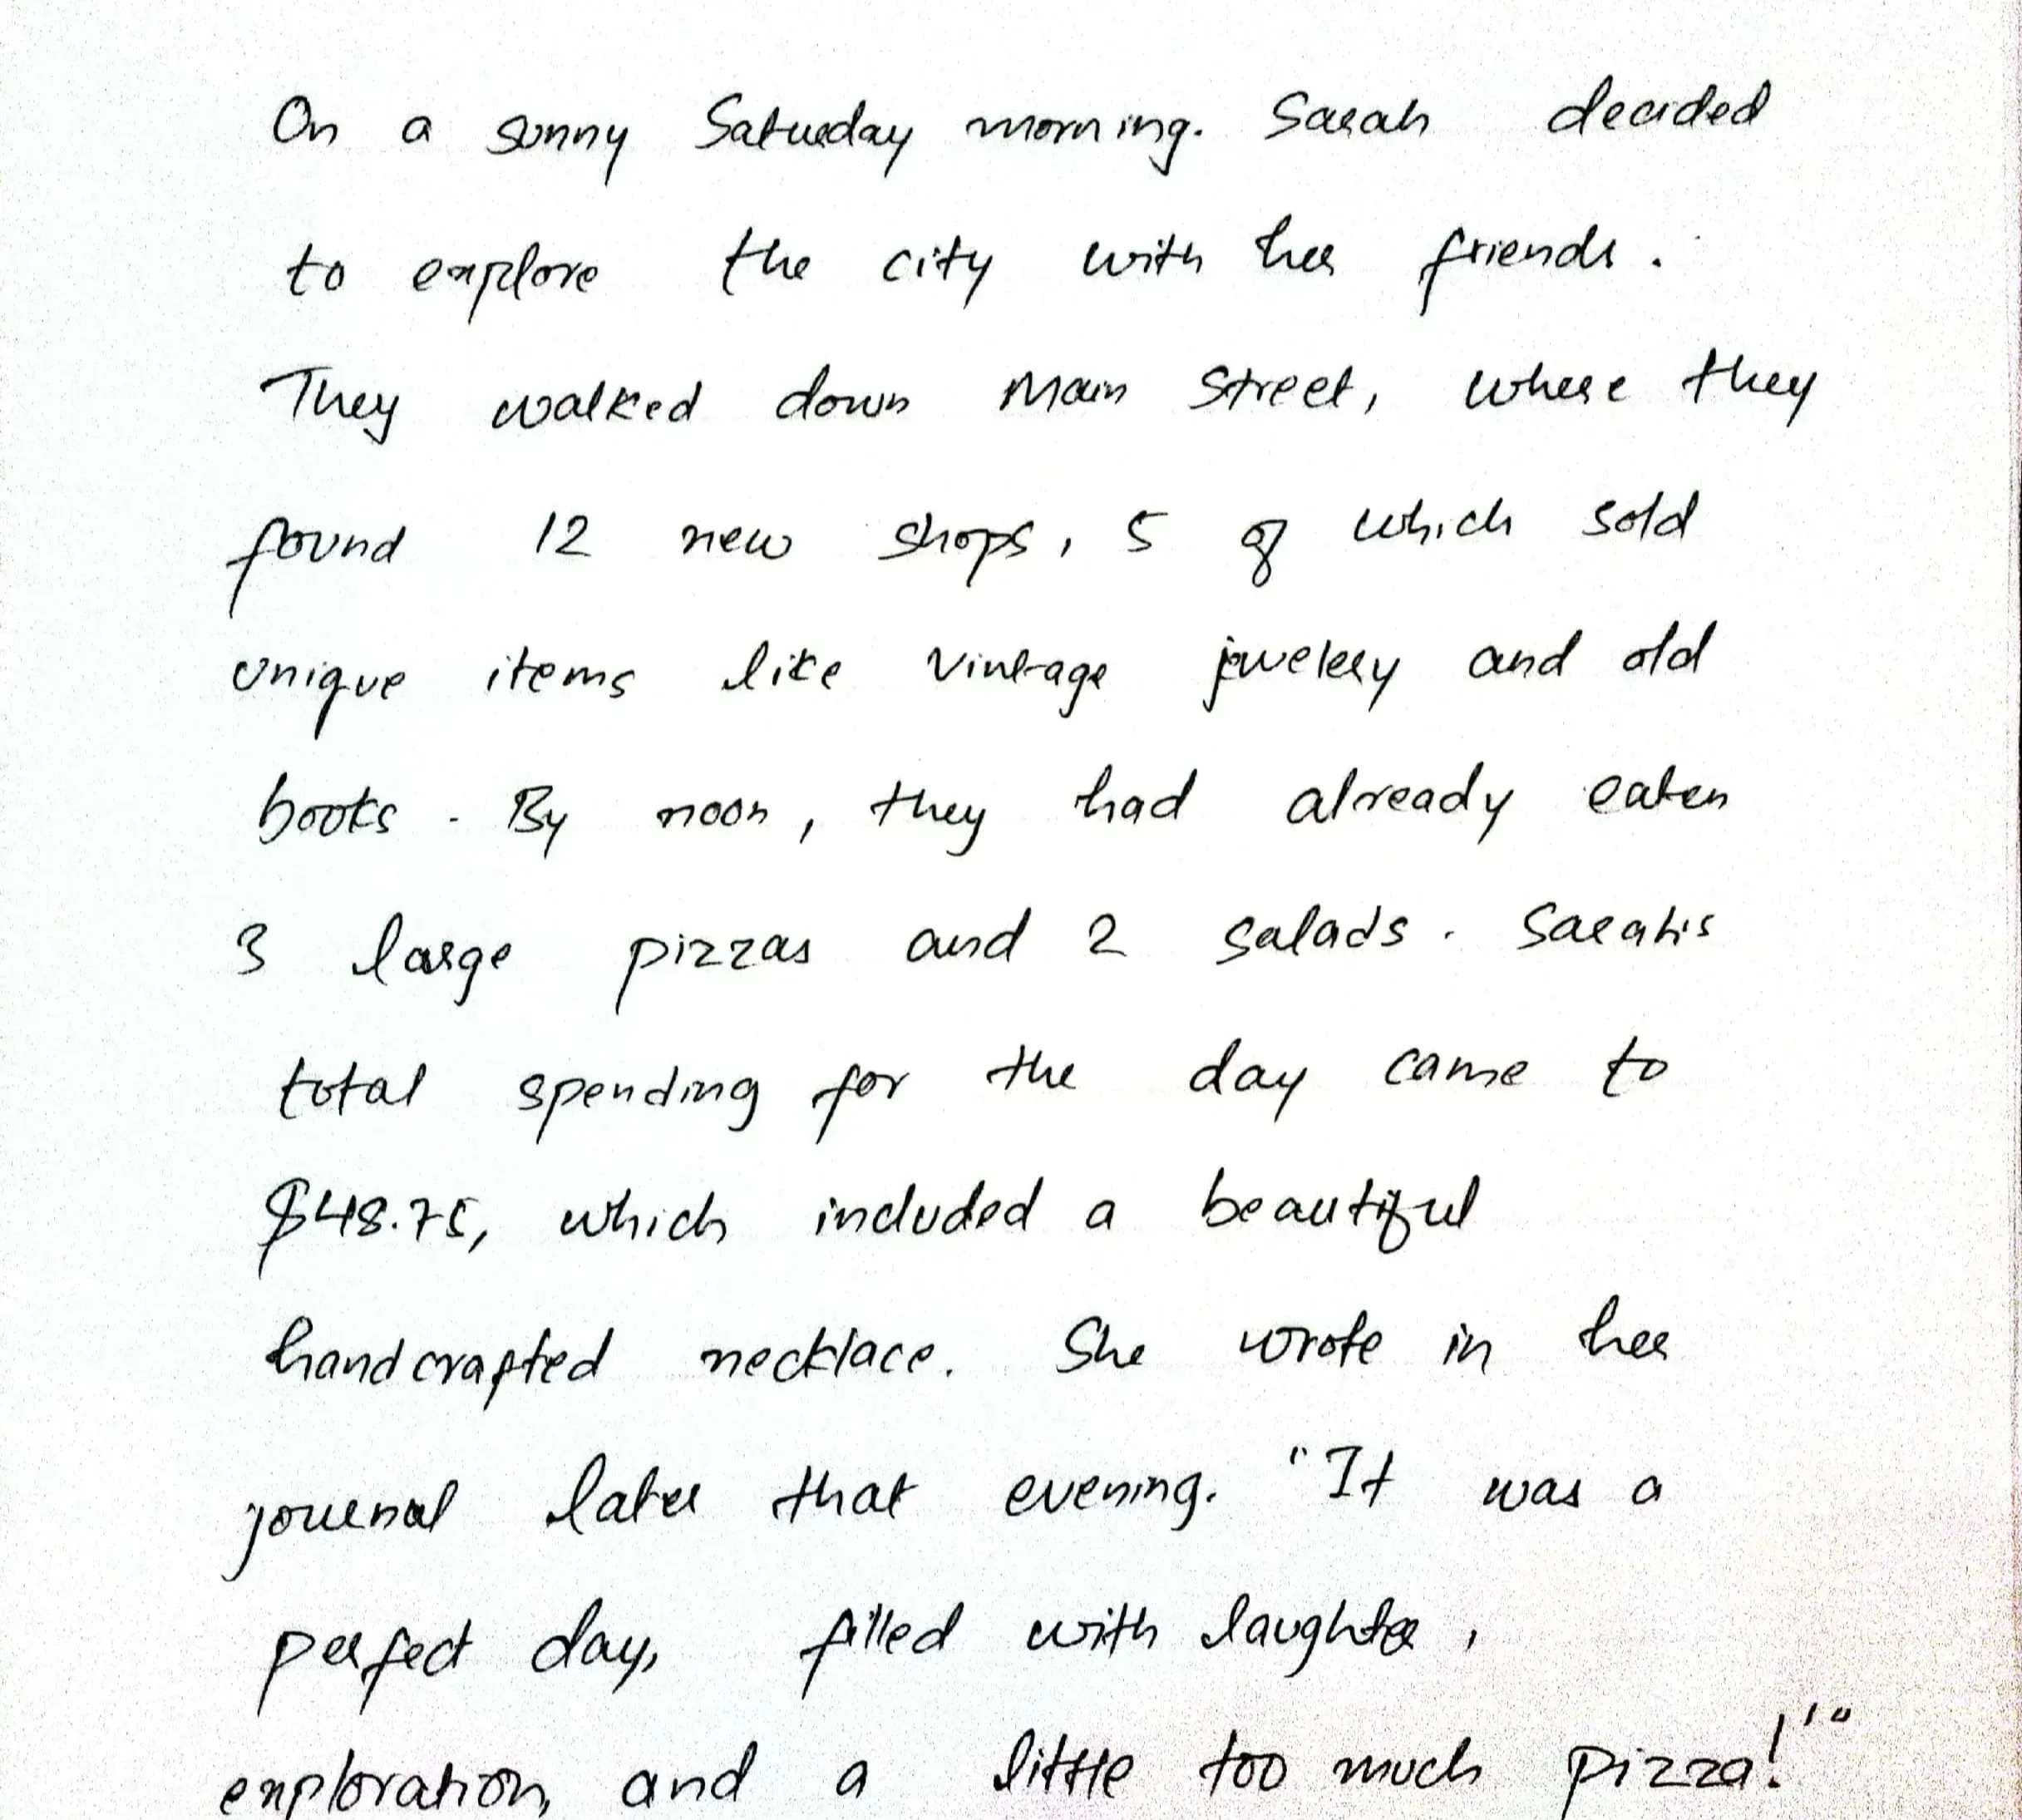 On a sunny Saturday morning. Sarah decided
to explore the city with her friends.
They walked down Main Street, where they
found 12 new shops, 5 of which sold
unique items like vintage jewelery and old
books. By noon, they had already eaten
3 large pizzas and 2 salads. Sarah's
total spending for the day came to
$48.75, which included a beautiful
handcrafted necklace. She wrote in her
journal later that evening. "It was a
perfect day, filled with laughter,
exploration, and a little too much pizza!'"